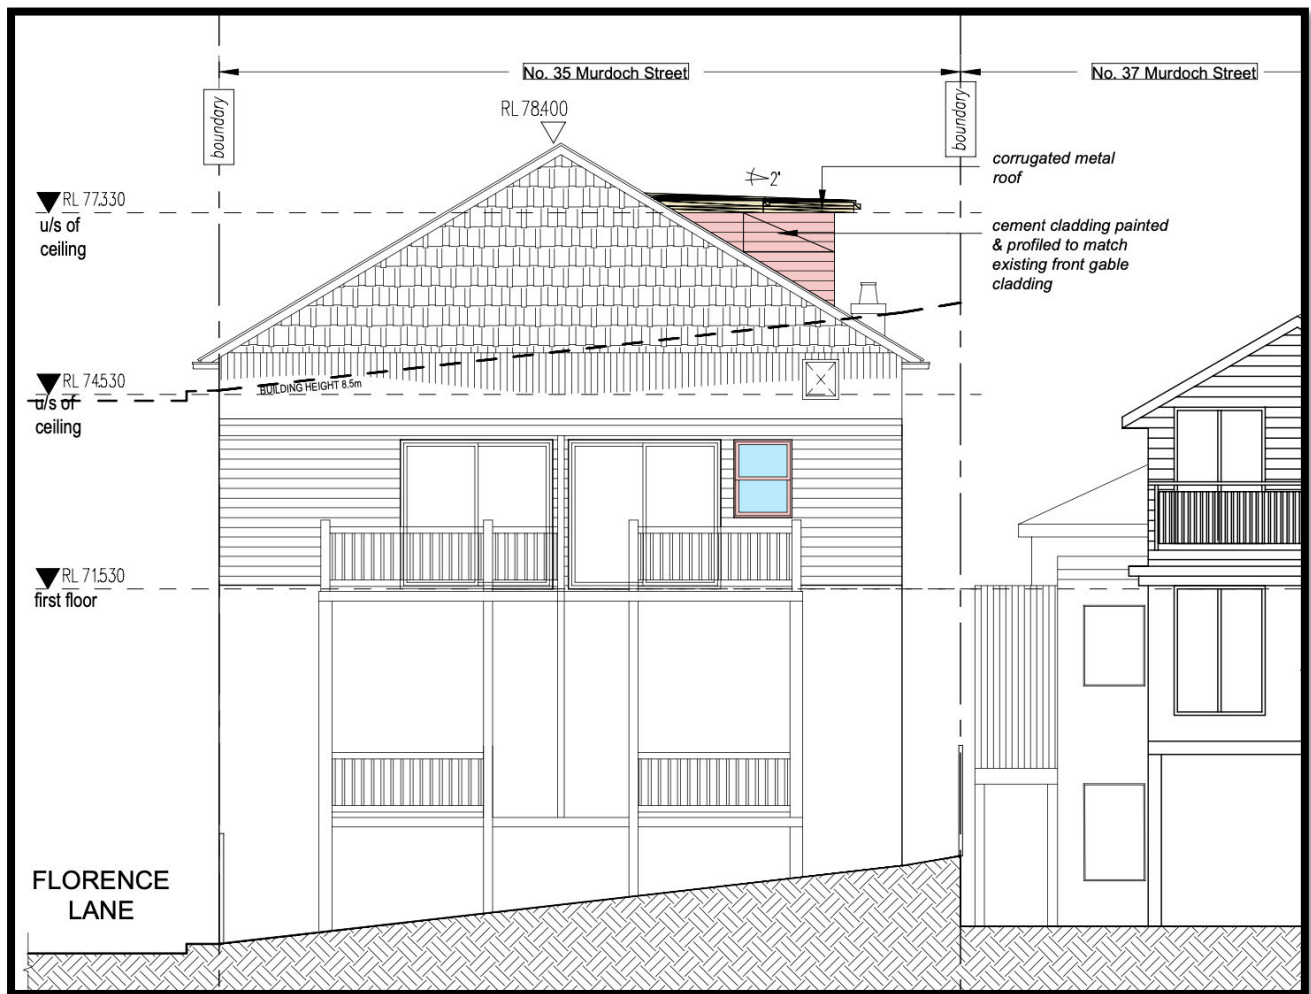 No. 35 Murdoch Street
No. 37 Murdoch Street
boundary
boundary
RL 78.400
corrugated metal
roof
2°
RL 77.330
u/s of
ceiling
cement cladding painted
& profiled to match
existing front gable
cladding
RL 74.530
u/s of
ceiling
BUILDING HEIGHT 8.5m
RL 71.530
first floor
FLORENCE
LANE